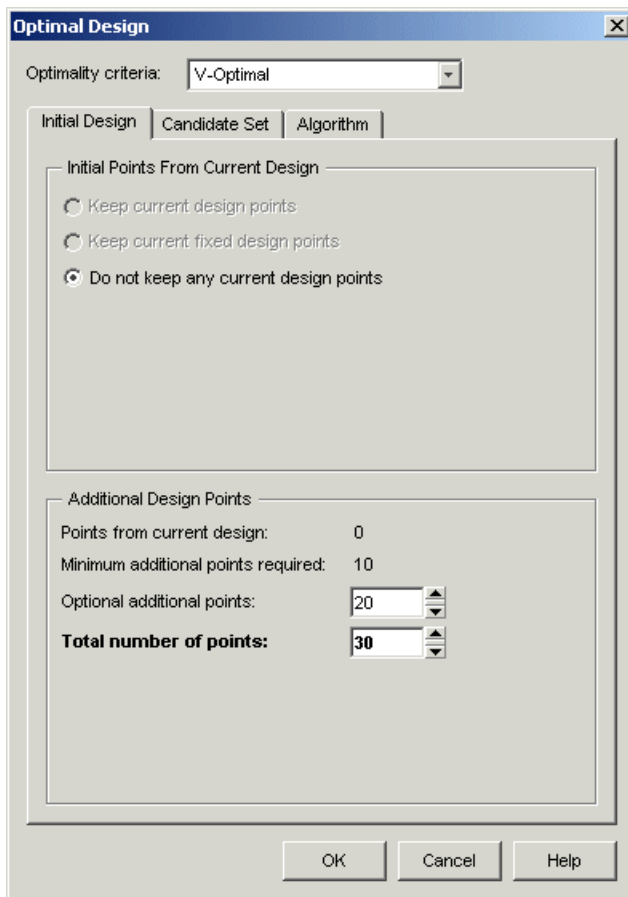 Optimal Design
Optimality criteria: V-Optimal
Initial Design Candidate Set Algorithm
Initial Points From Current Design
Keep current design points
Keep current fixed design points
Do not keep any current design points
Additional Design Points
Points from current design: 0
Minimum additional points required: 10
Optional additional points: 20
Total number of points: 30
OK Cancel Help